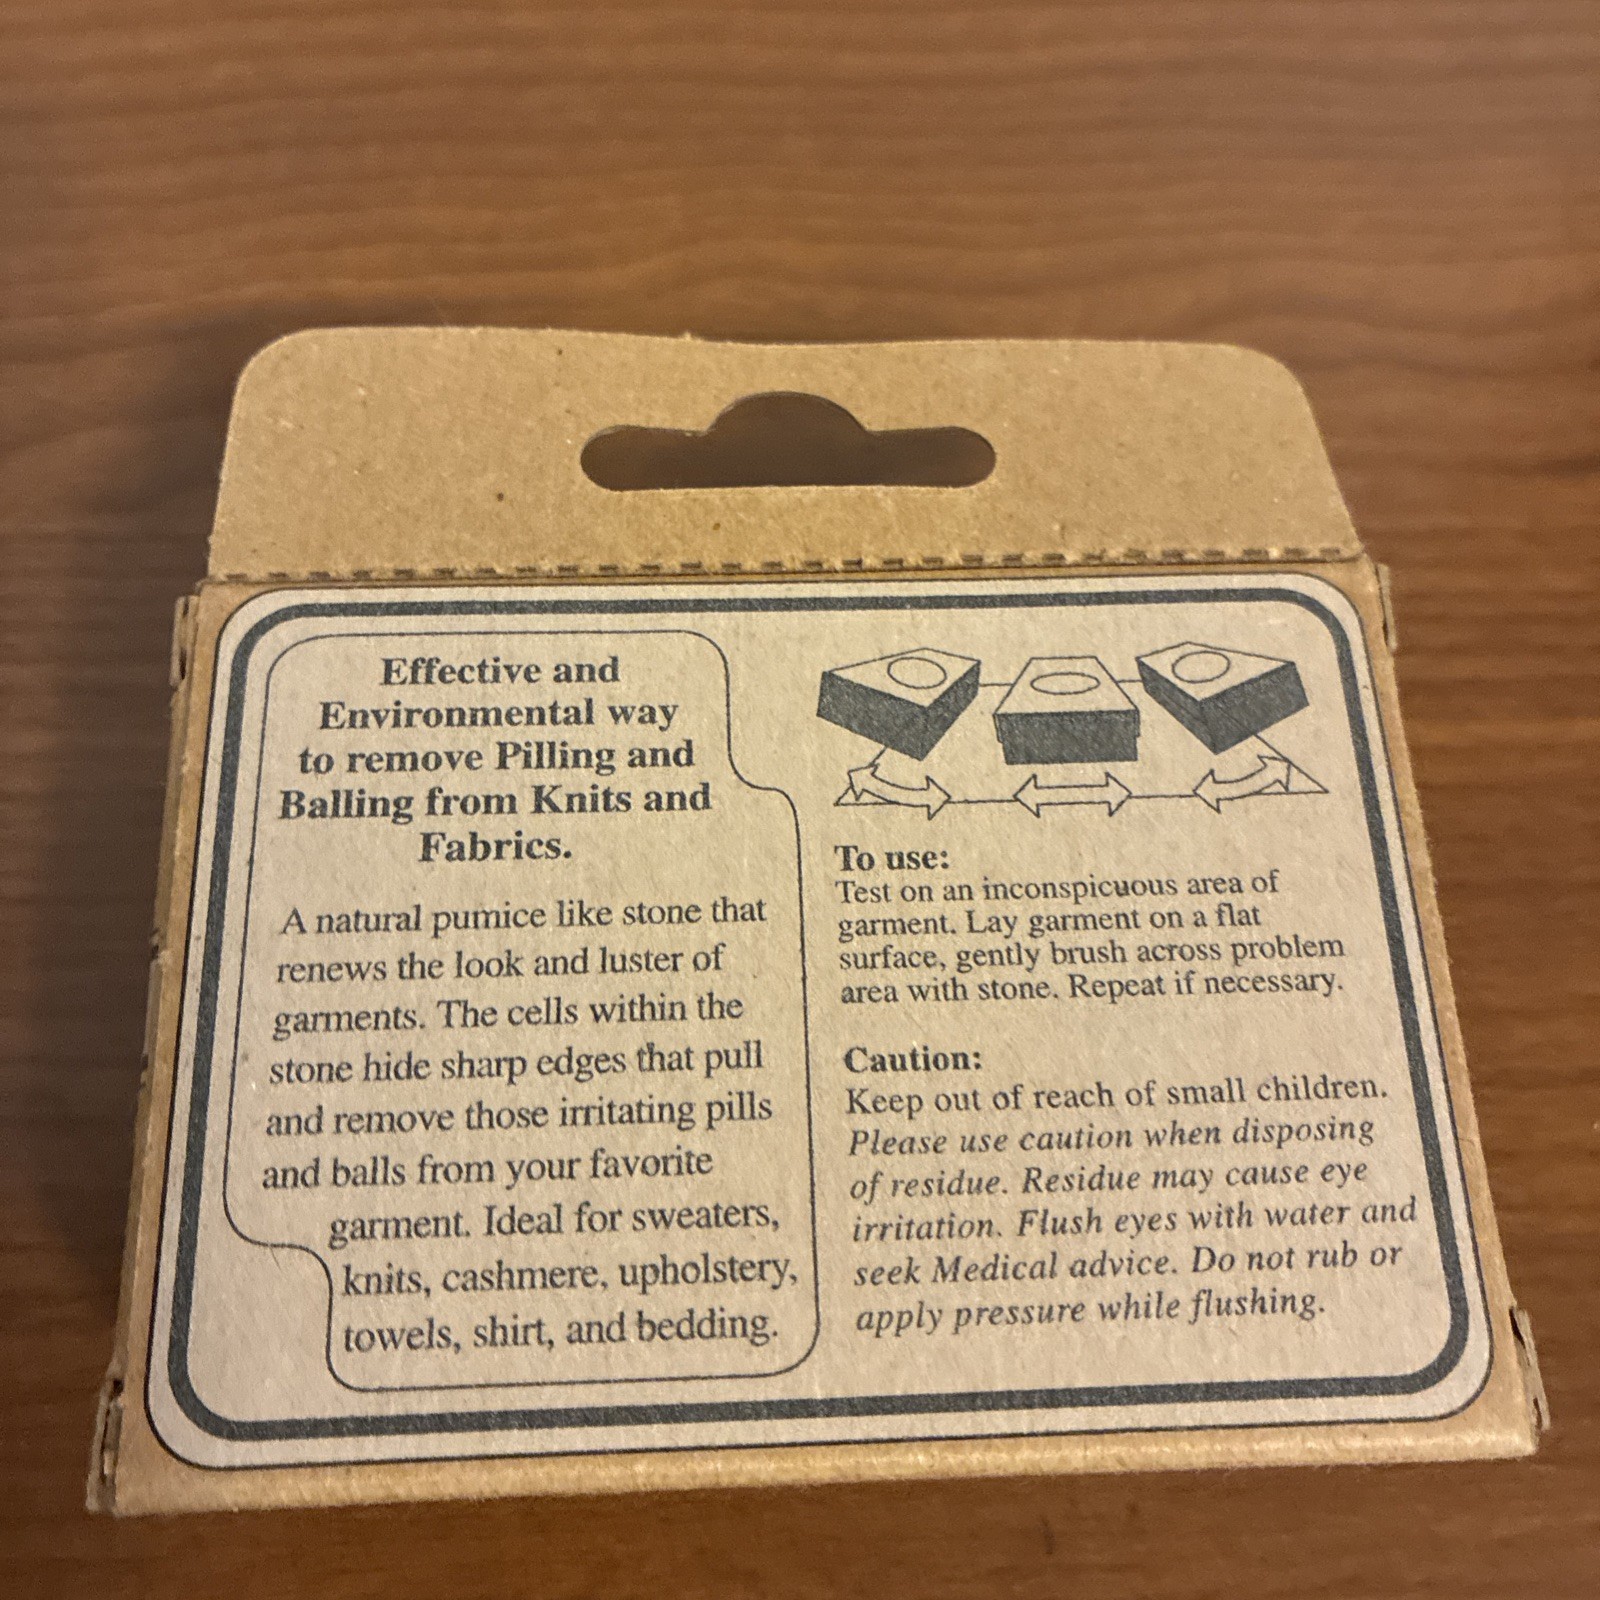 Effective and
Environmental way
to remove Pilling and
Balling from Knits and
Fabrics.
A natural pumice like stone that
renews the look and luster of
garments. The cells within the
stone hide sharp edges that pull
and remove those irritating pills
and balls from your favorite
garment. Ideal for sweaters,
knits, cashmere, upholstery,
towels, shirt, and bedding.
To use:
Test on an inconspicuous area of
garment. Lay garment on a flat
surface, gently brush across problem
area with stone. Repeat if necessary.
Caution:
Keep out of reach of small children.
Please use caution when disposing
of residue. Residue may cause eye
irritation. Flush eyes with water and
seek Medical advice. Do not rub or
apply pressure while flushing.